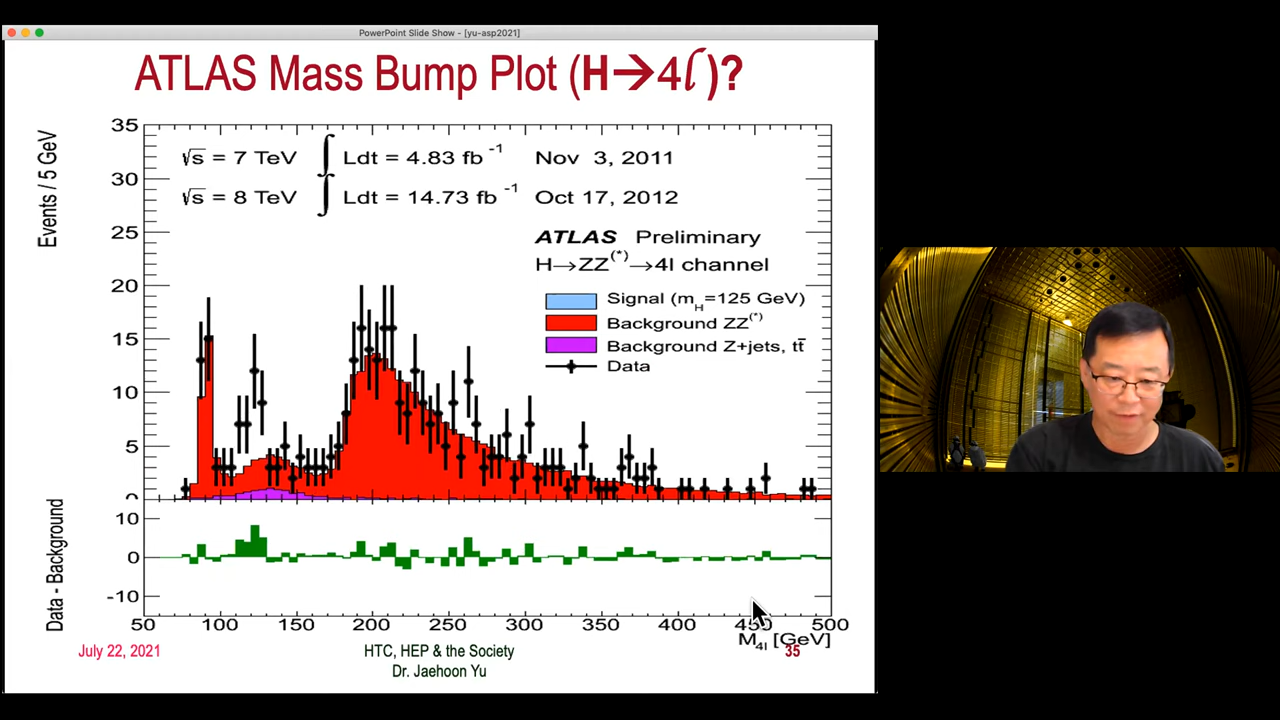 PowerPoint Slide Show - [yu-asp2021]
ATLAS Mass Bump Plot (H→4ℓ)?
Events / 5 GeV
35
30
25
20
15
10
5
0
√s = 7 TeV ∫ Ldt = 4.83 fb⁻¹ Nov 3, 2011
√s = 8 TeV ∫ Ldt = 14.73 fb⁻¹ Oct 17, 2012
ATLAS Preliminary
H→ZZ(*)→4l channel
Signal (mH=125 GeV)
Background ZZ(*)
Background Z+jets, tt̄
Data
Data - Background
10
0
-10
50 100 150 200 250 300 350 400 450 500
M4l [GeV]
July 22, 2021
HTC, HEP & the Society
Dr. Jaehoon Yu
35